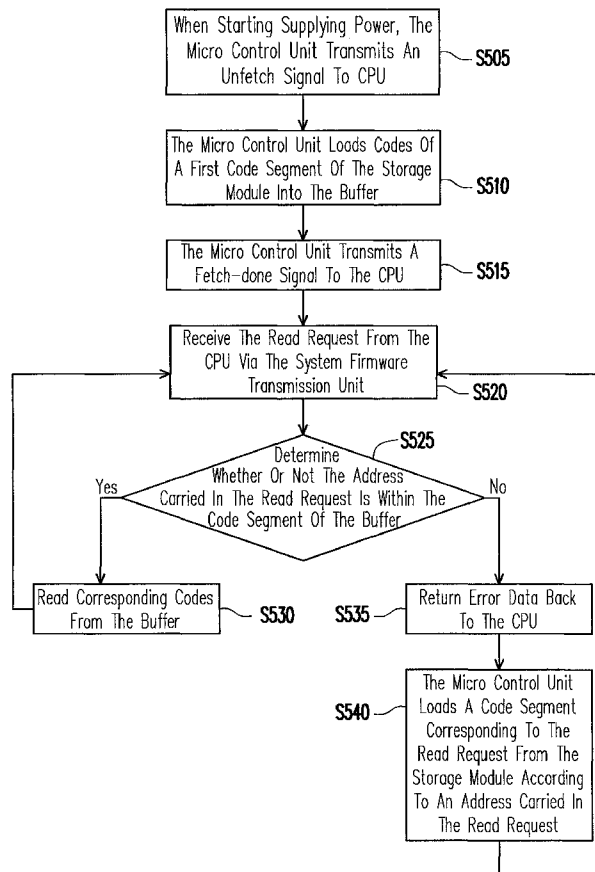 When Starting Supplying Power, The
Micro Control Unit Transmits An
Unfetch Signal To CPU
S505
The Micro Control Unit Loads Codes Of
A First Code Segment Of The Storage
Module Into The Buffer
S510
The Micro Control Unit Transmits A
Fetch-done Signal To The CPU
S515
Receive The Read Request From The
CPU Via The System Firmware
Transmission Unit
S520
S525
Determine
Whether Or Not The Address
Carried In The Read Request Is Within The
Code Segment Of The Buffer
Yes
No
Read Corresponding Codes
From The Buffer
S530
S535
Return Error Data Back
To The CPU
S540
The Micro Control Unit
Loads A Code Segment
Corresponding To The
Read Request From The
Storage Module According
To An Address Carried In
The Read Request